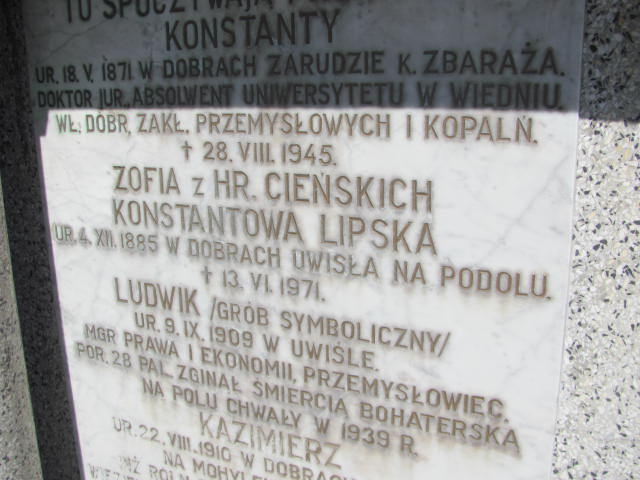 TU SPOCZYWAJĄ
KONSTANTY
UR. 18. V. 1871 W DOBRACH ZARUDZIE K. ZBARAŻA.
DOKTOR JUR., ABSOLWENT UNIWERSYTETU W WIEDNIU.
WŁ. DÓBR, ZAKŁ. PRZEMYSŁOWYCH I KOPALŃ.
† 28. VIII. 1945.
ZOFIA z HR. CIEŃSKICH
KONSTANTOWA LIPSKA
UR. 4. XII. 1885 W DOBRACH UWISŁA NA PODOLU.
† 13. VI. 1971.
LUDWIK /GRÓB SYMBOLICZNY/
UR. 9. IX. 1909 W UWIŚLE.
MGR PRAWA I EKONOMII, PRZEMYSŁOWIEC.
POR. 28 PAL. ZGINĄŁ ŚMIERCIĄ BOHATERSKĄ
NA POLU CHWAŁY W 1939 R.
KAZIMIERZ
UR. 22. VIII. 1910 W DOBRACH
NA